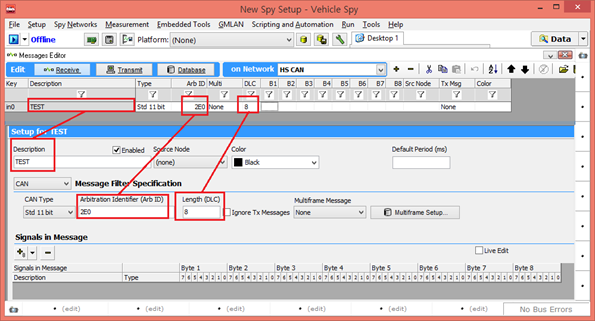 New Spy Setup - Vehicle Spy
File Setup Spy Networks Measurement Embedded Tools GMLAN Scripting and Automation Run Tools Help
Offline Platform: (None) Desktop 1 Data
Messages Editor
Edit Receive Transmit Database on Network HS CAN
Key Description Type Arb ID Multi DLC B1 B2 B3 B4 B5 B6 B7 B8 Src Node Tx Msg Color
in0 TEST Std 11 bit 2E0 None 8 None
Setup for TEST
Description Enabled Source Node Color Default Period (ms)
TEST (none) Black
CAN Message Filter Specification
CAN Type Arbitration Identifier (Arb ID) Length (DLC) Multiframe Message
Std 11 bit 2E0 8 Ignore Tx Messages None Multiframe Setup...
Signals in Message
Live Edit
Signals in Message Byte 1 Byte 2 Byte 3 Byte 4 Byte 5 Byte 6 Byte 7 Byte 8
Description Type 7 6 5 4 3 2 1 0 7 6 5 4 3 2 1 0 7 6 5 4 3 2 1 0 7 6 5 4 3 2 1 0 7 6 5 4 3 2 1 0 7 6 5 4 3 2 1 0 7 6 5 4 3 2 1 0 7 6 5 4 3 2 1 0
(edit) (edit) (edit) (edit) (edit) (edit) No Bus Errors